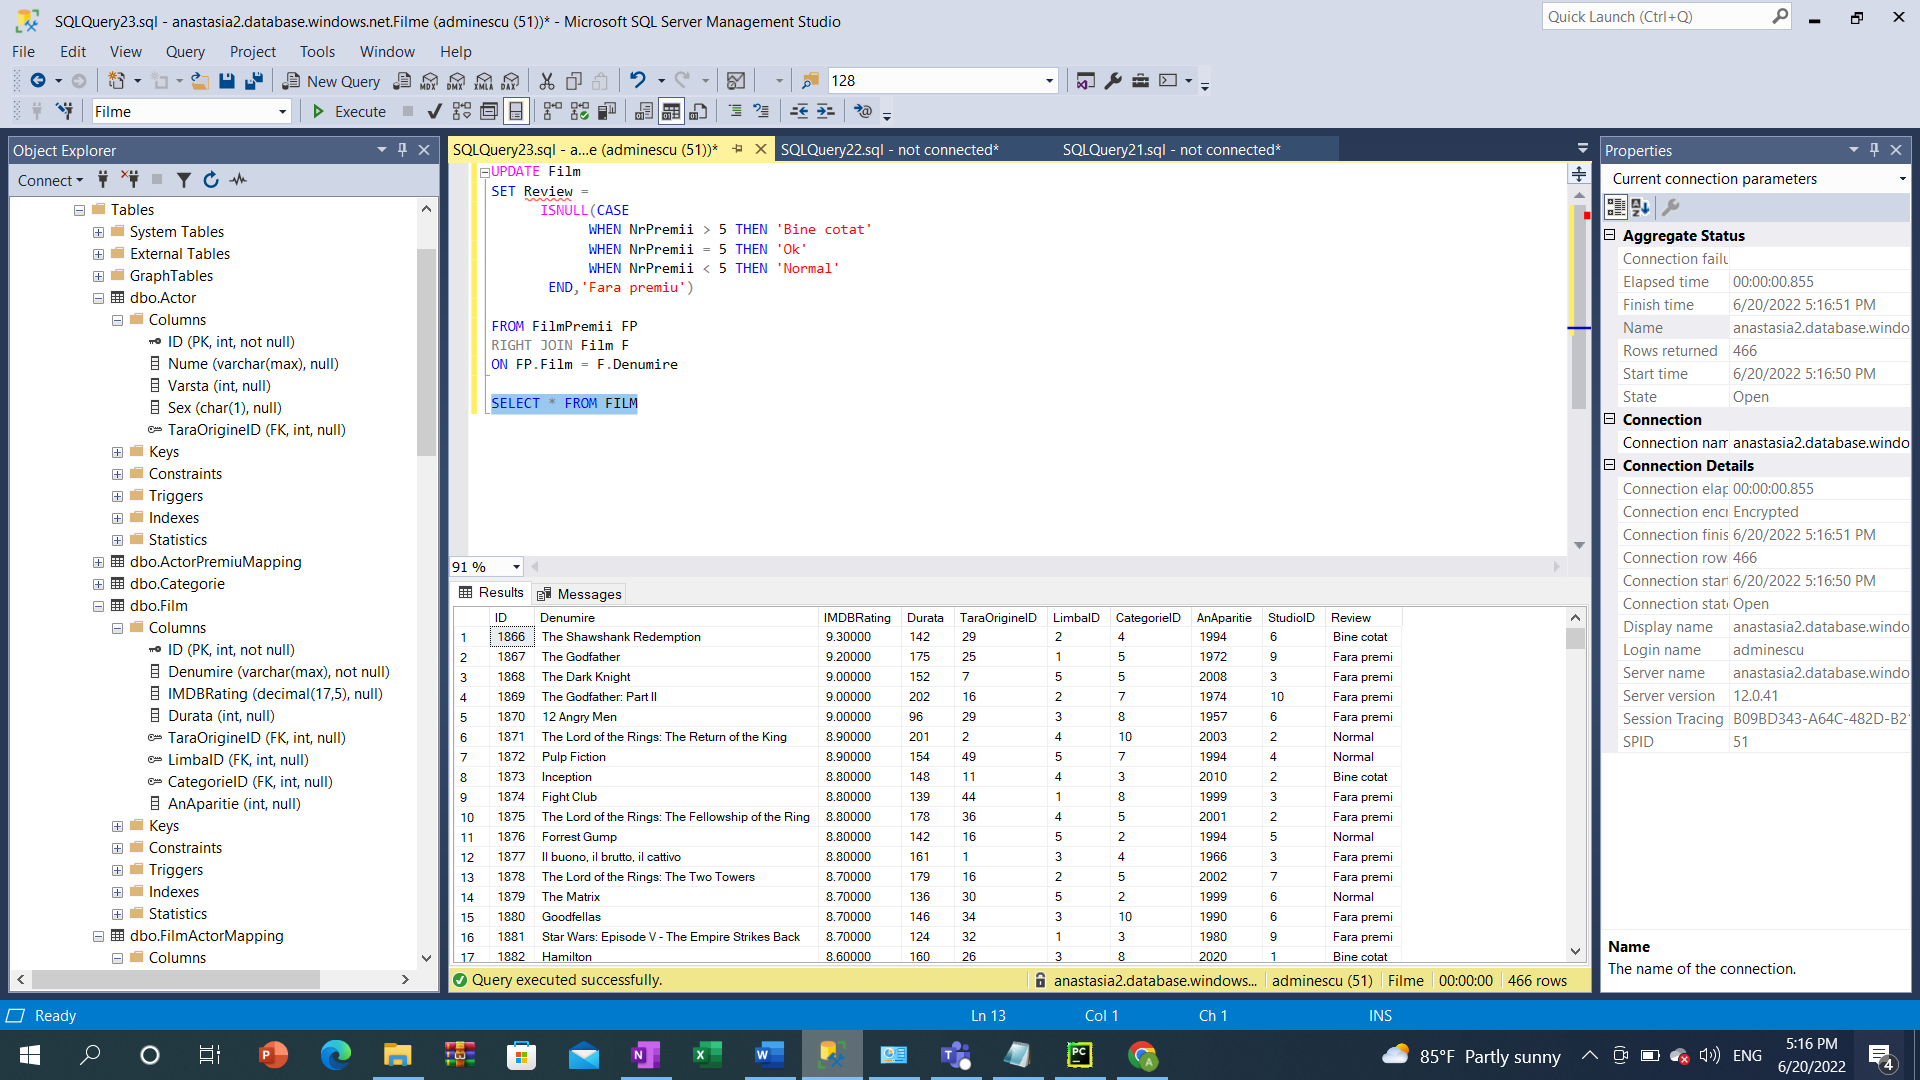 SQLQuery23.sql - anastasia2.database.windows.net.Filme (adminescu (51))* - Microsoft SQL Server Management Studio
Quick Launch (Ctrl+Q)
File Edit View Query Project Tools Window Help
New Query MDX DMX XMLA DAX 128
Filme Execute
Object Explorer
Connect
Tables
System Tables
External Tables
GraphTables
dbo.Actor
Columns
ID (PK, int, not null)
Nume (varchar(max), null)
Varsta (int, null)
Sex (char(1), null)
TaraOrigineID (FK, int, null)
Keys
Constraints
Triggers
Indexes
Statistics
dbo.ActorPremiuMapping
dbo.Categorie
dbo.Film
Columns
ID (PK, int, not null)
Denumire (varchar(max), not null)
IMDBRating (decimal(17,5), null)
Durata (int, null)
TaraOrigineID (FK, int, null)
LimbaID (FK, int, null)
CategorieID (FK, int, null)
AnAparitie (int, null)
Keys
Constraints
Triggers
Indexes
Statistics
dbo.FilmActorMapping
Columns
SQLQuery23.sql - a...e (adminescu (51))* SQLQuery22.sql - not connected* SQLQuery21.sql - not connected*
UPDATE Film
SET Review =
ISNULL(CASE
WHEN NrPremii > 5 THEN 'Bine cotat'
WHEN NrPremii = 5 THEN 'Ok'
WHEN NrPremii < 5 THEN 'Normal'
END,'Fara premiu')
FROM FilmPremii FP
RIGHT JOIN Film F
ON FP.Film = F.Denumire
SELECT * FROM FILM
91 %
Results Messages
ID Denumire IMDBRating Durata TaraOrigineID LimbaID CategorieID AnAparitie StudioID Review
1 1866 The Shawshank Redemption 9.30000 142 29 2 4 1994 6 Bine cotat
2 1867 The Godfather 9.20000 175 25 1 5 1972 9 Fara premi
3 1868 The Dark Knight 9.00000 152 7 5 5 2008 3 Fara premi
4 1869 The Godfather: Part II 9.00000 202 16 2 7 1974 10 Fara premi
5 1870 12 Angry Men 9.00000 96 29 3 8 1957 6 Fara premi
6 1871 The Lord of the Rings: The Return of the King 8.90000 201 2 4 10 2003 2 Normal
7 1872 Pulp Fiction 8.90000 154 49 5 7 1994 4 Normal
8 1873 Inception 8.80000 148 11 4 3 2010 2 Bine cotat
9 1874 Fight Club 8.80000 139 44 1 8 1999 3 Fara premi
10 1875 The Lord of the Rings: The Fellowship of the Ring 8.80000 178 36 4 5 2001 2 Fara premi
11 1876 Forrest Gump 8.80000 142 16 5 2 1994 5 Normal
12 1877 Il buono, il brutto, il cattivo 8.80000 161 1 3 4 1966 3 Fara premi
13 1878 The Lord of the Rings: The Two Towers 8.70000 179 16 2 5 2002 7 Fara premi
14 1879 The Matrix 8.70000 136 30 5 2 1999 6 Normal
15 1880 Goodfellas 8.70000 146 34 3 10 1990 6 Fara premi
16 1881 Star Wars: Episode V - The Empire Strikes Back 8.70000 124 32 1 3 1980 9 Fara premi
17 1882 Hamilton 8.60000 160 26 3 8 2020 1 Bine cotat
Query executed successfully. anastasia2.database.windows... adminescu (51) Filme 00:00:00 466 rows
Properties
Current connection parameters
Aggregate Status
Connection failu
Elapsed time 00:00:00.855
Finish time 6/20/2022 5:16:51 PM
Name anastasia2.database.windo
Rows returned 466
Start time 6/20/2022 5:16:50 PM
State Open
Connection
Connection nam anastasia2.database.windo
Connection Details
Connection elap 00:00:00.855
Connection encr Encrypted
Connection finis 6/20/2022 5:16:51 PM
Connection row 466
Connection star 6/20/2022 5:16:50 PM
Connection state Open
Display name anastasia2.database.windo
Login name adminescu
Server name anastasia2.database.windo
Server version 12.0.41
Session Tracing B09BD343-A64C-482D-B21
SPID 51
Name
The name of the connection.
Ready Ln 13 Col 1 Ch 1 INS
85°F Partly sunny ENG 5:16 PM
6/20/2022 4